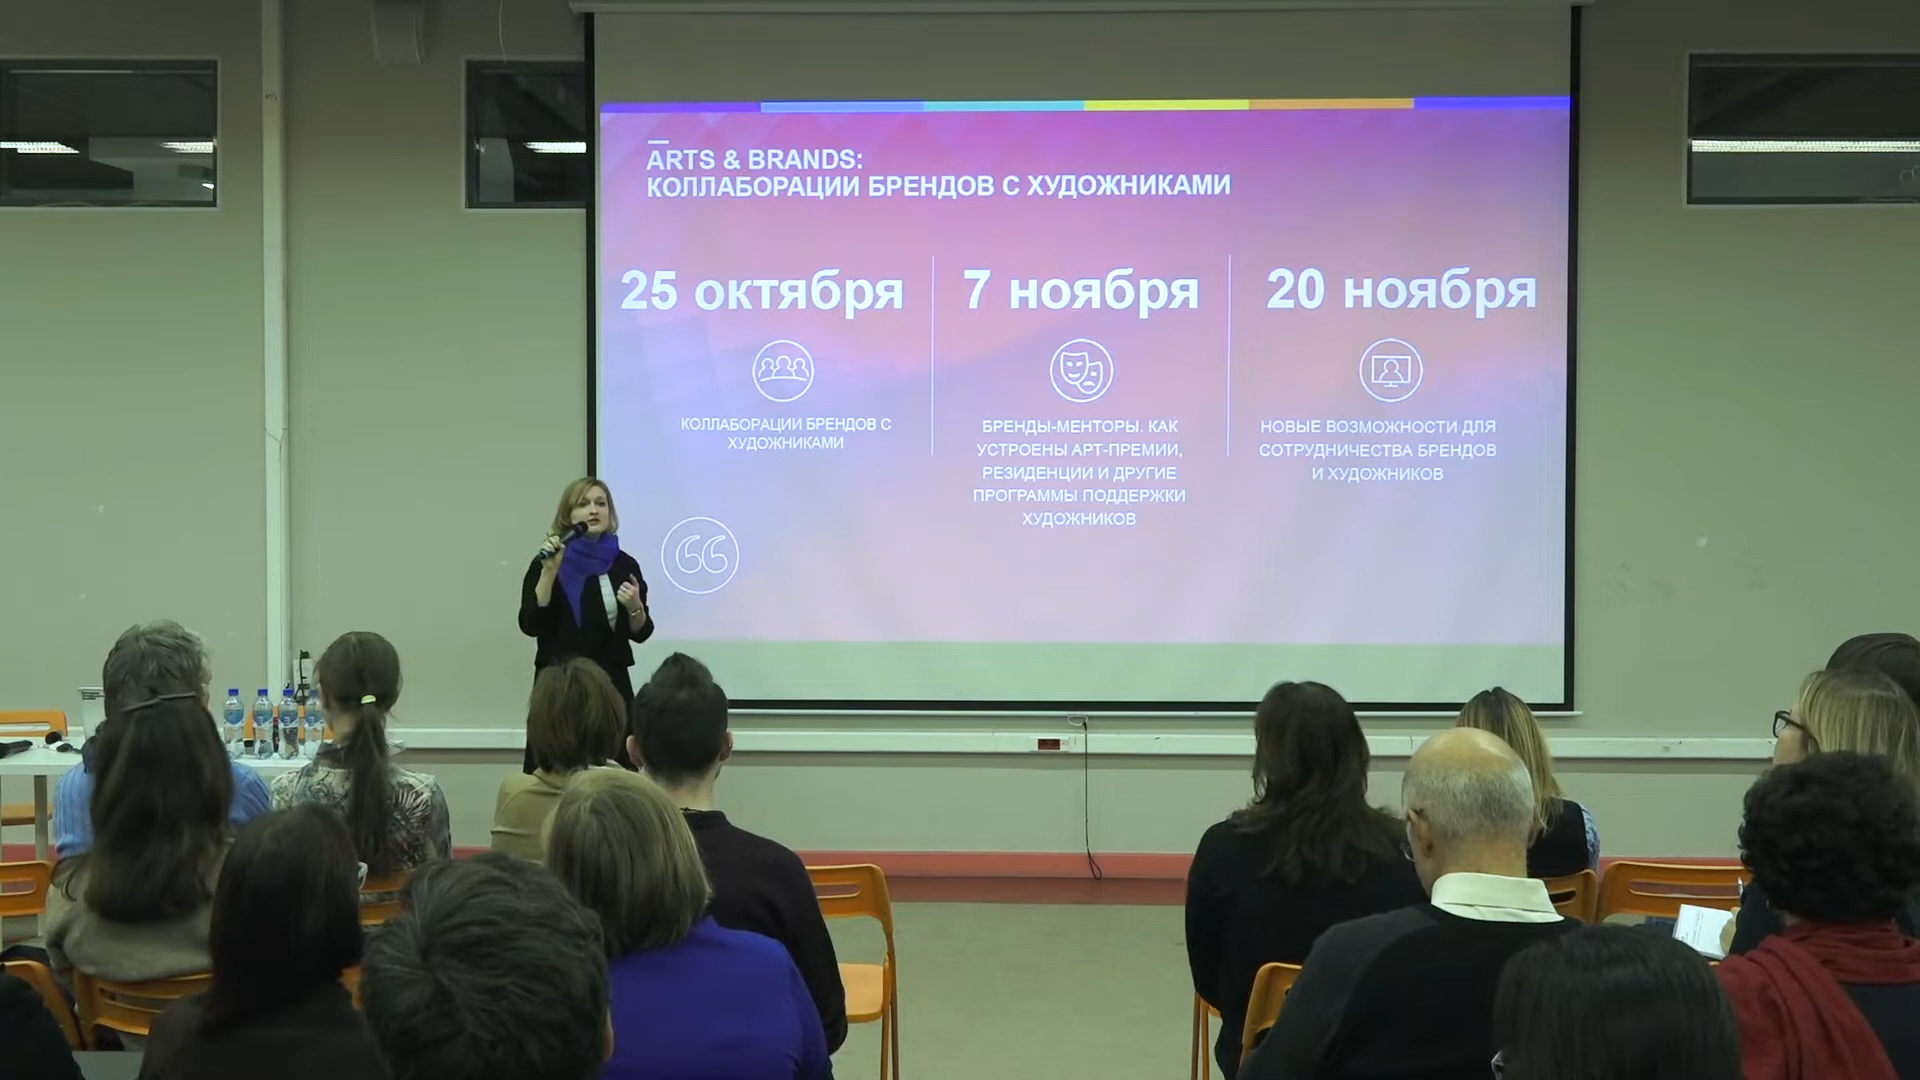 ARTS & BRANDS:
КОЛЛАБОРАЦИИ БРЕНДОВ С ХУДОЖНИКАМИ
25 октября
КОЛЛАБОРАЦИИ БРЕНДОВ С
ХУДОЖНИКАМИ
7 ноября
БРЕНДЫ-МЕНТОРЫ. КАК
УСТРОЕНЫ АРТ-ПРЕМИИ,
РЕЗИДЕНЦИИ И ДРУГИЕ
ПРОГРАММЫ ПОДДЕРЖКИ
ХУДОЖНИКОВ
20 ноября
НОВЫЕ ВОЗМОЖНОСТИ ДЛЯ
СОТРУДНИЧЕСТВА БРЕНДОВ
И ХУДОЖНИКОВ